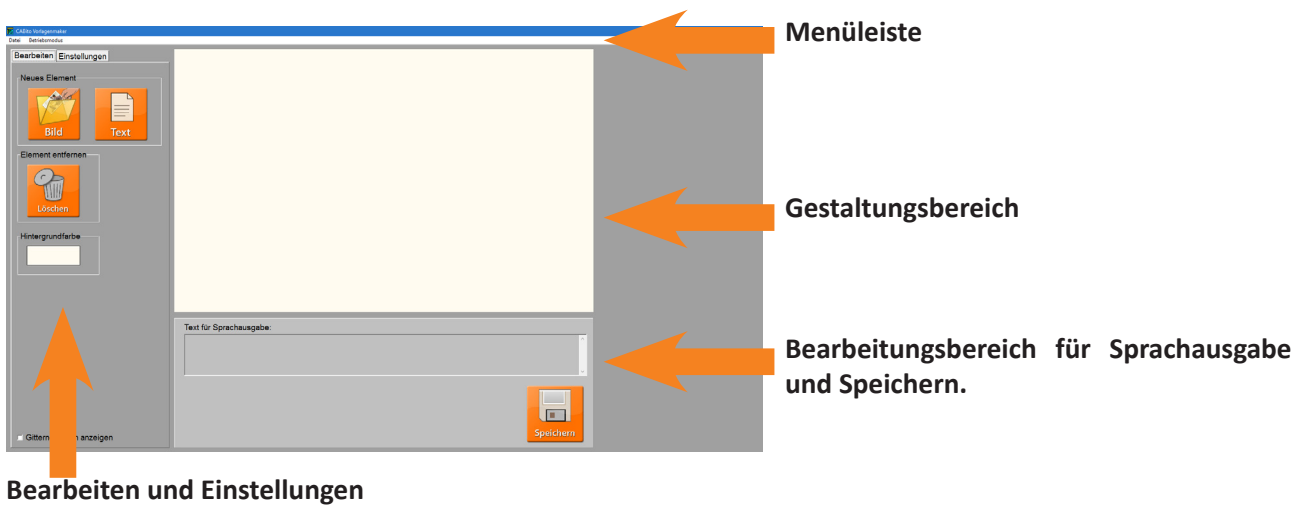 CABito Vorlagenmaker
Datei Betriebsmodus
Menüleiste
Bearbeiten Einstellungen
Neues Element
Bild Text
Element entfernen
Löschen
Gestaltungsbereich
Hintergrundfarbe
Text für Sprachausgabe:
Bearbeitungsbereich für Sprachausgabe
und Speichern.
Speichern
anzeigen
Bearbeiten und Einstellungen